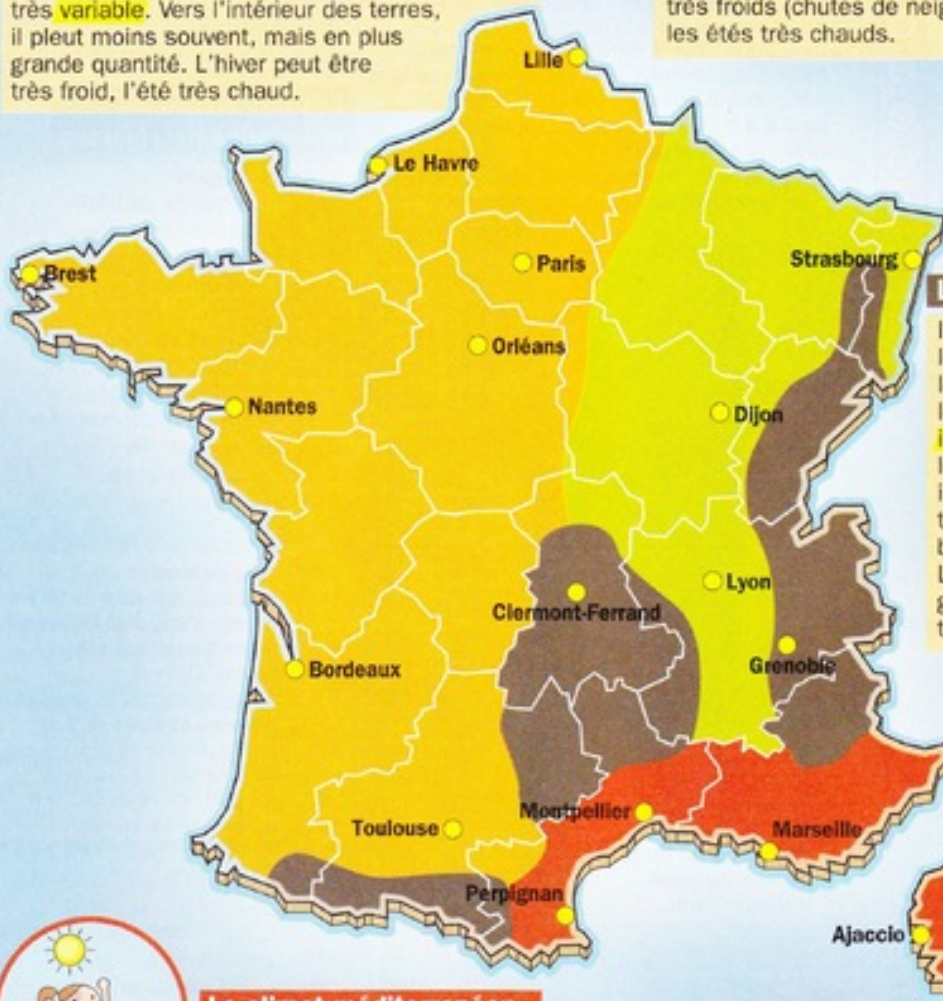 très variable. Vers l'intérieur des terres,
il pleut moins souvent, mais en plus
grande quantité. L'hiver peut être
très froid, l'été très chaud.
très froids (chutes de neig
les étés très chauds.
Lille
Le Havre
Paris
Strasbourg
Brest
Orléans
Nantes
Dijon
Lyon
Clermont-Ferrand
Grenoble
Bordeaux
Montpellier
Toulouse
Marseille
Perpignan
Ajaccio